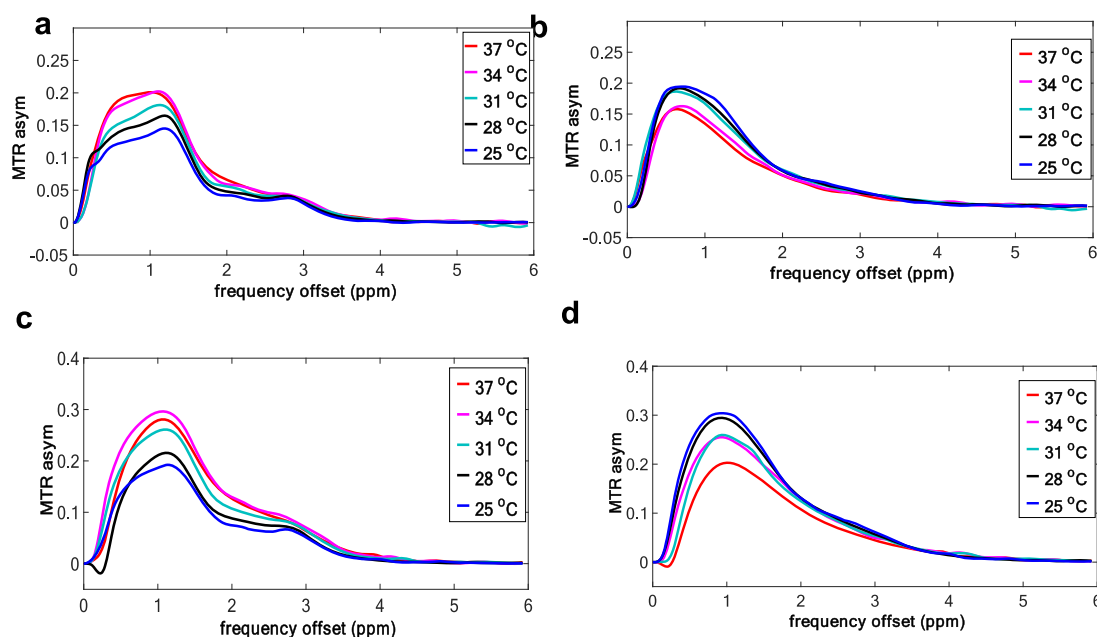 a
0.25
0.2
0.15
0.1
0.05
0
-0.05
MTR asym
0 1 2 3 4 5 6
frequency offset (ppm)
37 °C
34 °C
31 °C
28 °C
25 °C
b
0.25
0.2
0.15
0.1
0.05
0
-0.05
MTR asym
0 1 2 3 4 5 6
frequency offset (ppm)
37 °C
34 °C
31 °C
28 °C
25 °C
c
0.4
0.3
0.2
0.1
0
MTR asym
0 1 2 3 4 5 6
frequency offset (ppm)
37 °C
34 °C
31 °C
28 °C
25 °C
d
0.4
0.3
0.2
0.1
0
MTR asym
0 1 2 3 4 5 6
frequency offset (ppm)
37 °C
34 °C
31 °C
28 °C
25 °C